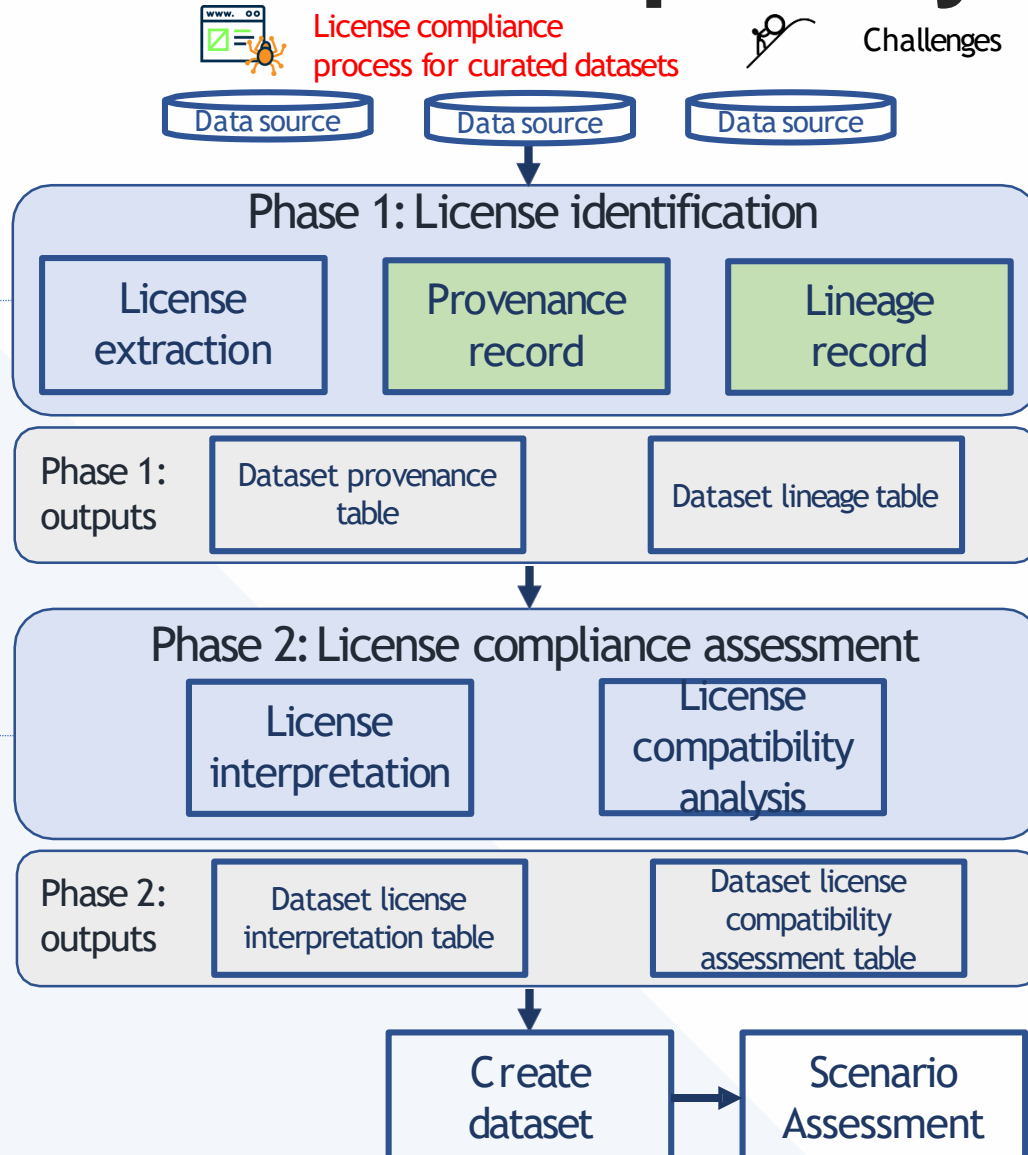 www.
License compliance
process for curated datasets
Challenges
Data source
Data source
Data source
Phase 1: License identification
License
extraction
Provenance
record
Lineage
record
Phase 1:
outputs
Dataset provenance
table
Dataset lineage table
Phase 2: License compliance assessment
License
interpretation
License
compatibility
analysis
Phase 2:
outputs
Dataset license
interpretation table
Dataset license
compatibility
assessment table
Create
dataset
Scenario
Assessment